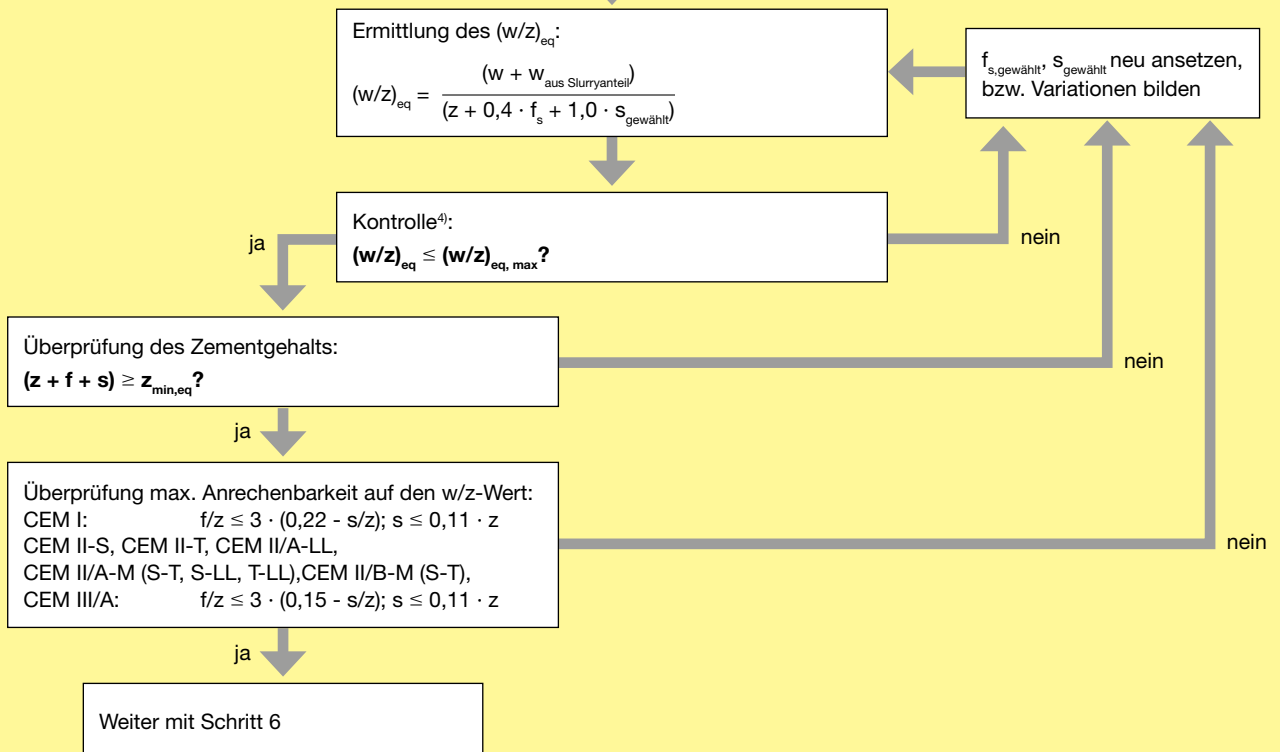 Ermittlung des (w/z)eq:
(w/z)eq = (w + waus Slurryanteil) / (z + 0,4 · fs + 1,0 · sgewählt)
fs,gewählt, sgewählt neu ansetzen,
bzw. Variationen bilden
Kontrolle4):
(w/z)eq ≤ (w/z)eq, max?
ja
nein
Überprüfung des Zementgehalts:
(z + f + s) ≥ zmin,eq?
nein
ja
Überprüfung max. Anrechenbarkeit auf den w/z-Wert:
CEM I: f/z ≤ 3 · (0,22 - s/z); s ≤ 0,11 · z
CEM II-S, CEM II-T, CEM II/A-LL,
CEM II/A-M (S-T, S-LL, T-LL),CEM II/B-M (S-T),
CEM III/A: f/z ≤ 3 · (0,15 - s/z); s ≤ 0,11 · z
nein
ja
Weiter mit Schritt 6